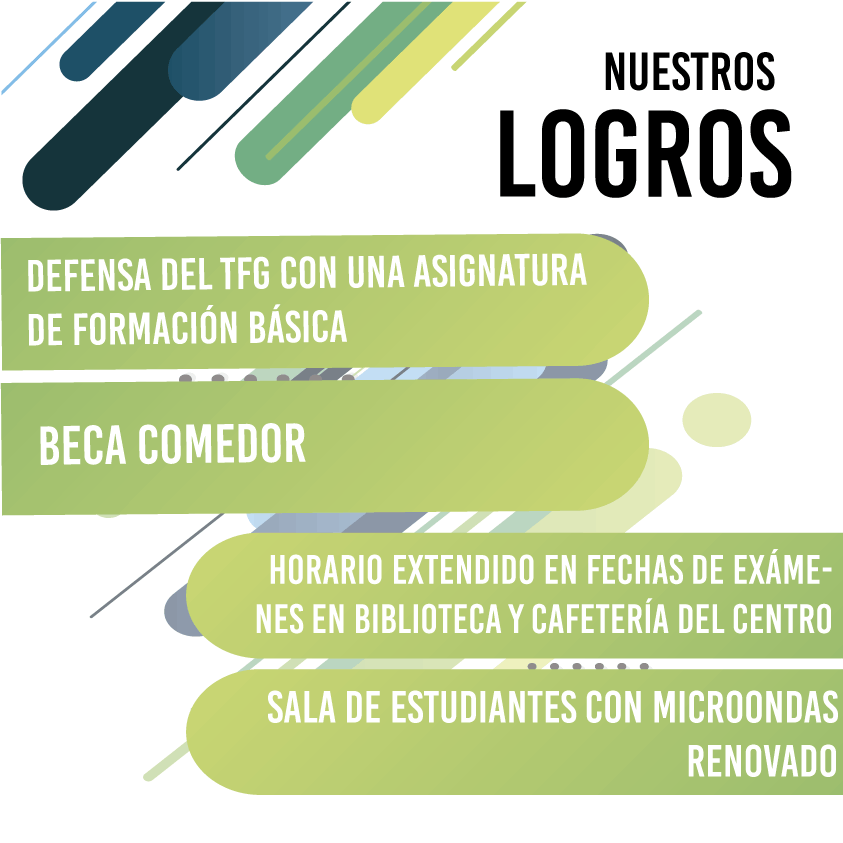 NUESTROS
LOGROS
DEFENSA DEL TFG CON UNA ASIGNATURA
DE FORMACIÓN BÁSICA
BECA COMEDOR
HORARIO EXTENDIDO EN FECHAS DE EXÁME-
NES EN BIBLIOTECA Y CAFETERÍA DEL CENTRO
SALA DE ESTUDIANTES CON MICROONDAS
RENOVADO